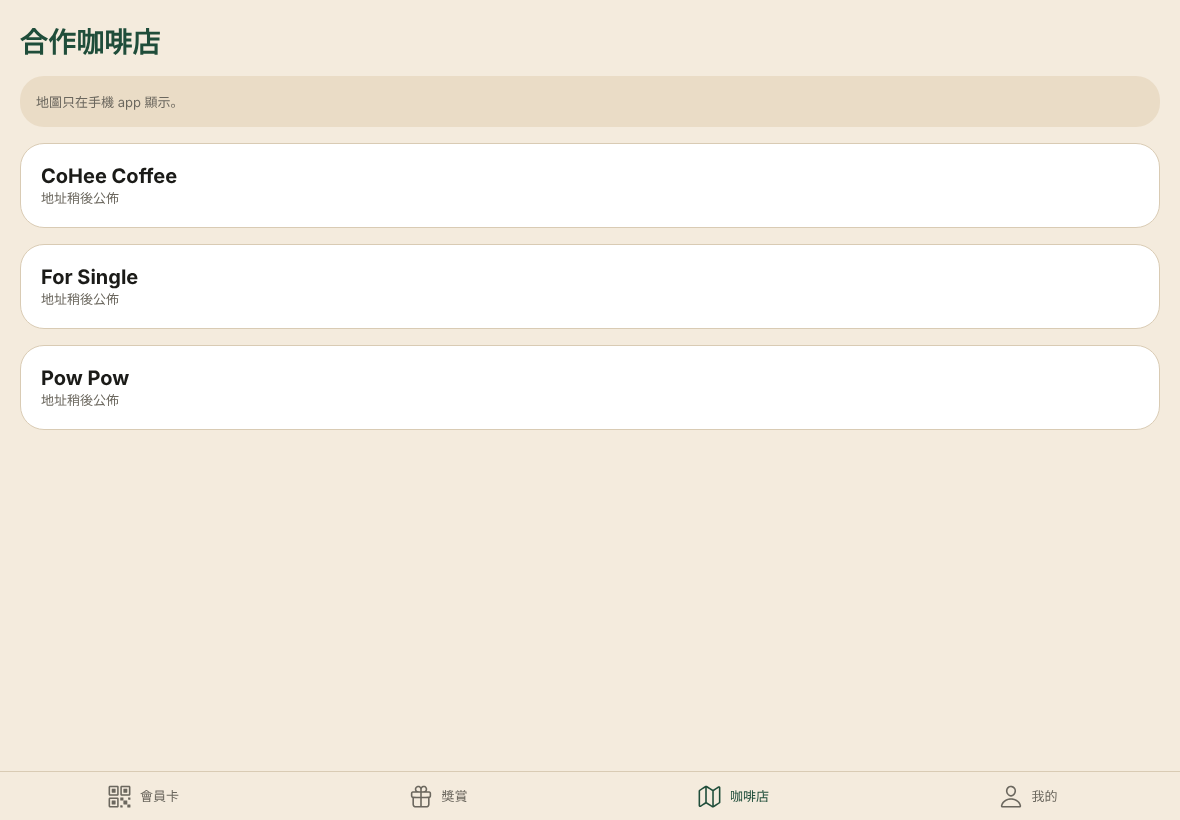 合作咖啡店
地圖只在手機 app 顯示。
CoHee Coffee
地址稍後公佈
For Single
地址稍後公佈
Pow Pow
地址稍後公佈
會員卡
獎賞
咖啡店
我的